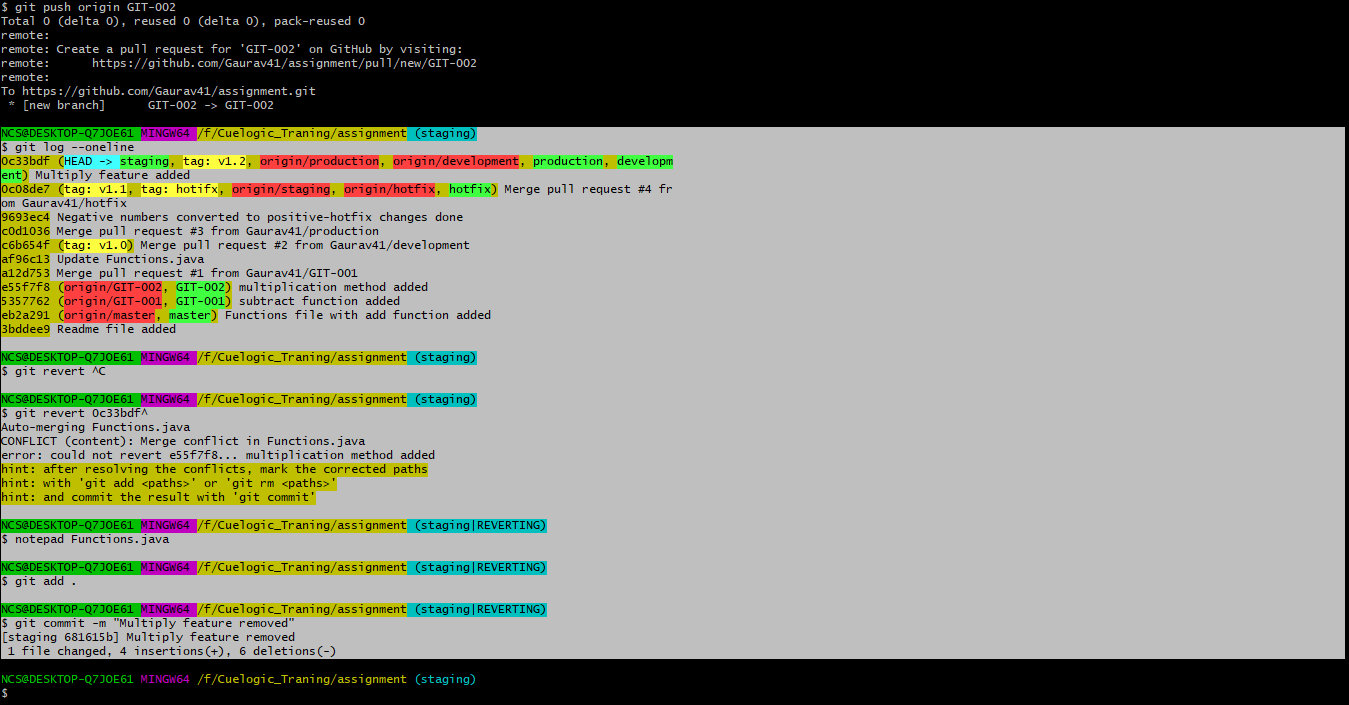 $ git push origin GIT-002
Total 0 (delta 0), reused 0 (delta 0), pack-reused 0
remote:
remote: Create a pull request for 'GIT-002' on GitHub by visiting:
remote:      https://github.com/Gaurav41/assignment/pull/new/GIT-002
remote:
To https://github.com/Gaurav41/assignment.git
 * [new branch]      GIT-002 -> GIT-002
NCS@DESKTOP-Q7JOE61 MINGW64 /f/Cuelogic_Traning/assignment (staging)
$ git log --oneline
0c33bdf (HEAD -> staging, tag: v1.2, origin/production, origin/development, production, developm
ent) Multiply feature added
0c08de7 (tag: v1.1, tag: hotifx, origin/staging, origin/hotfix, hotfix) Merge pull request #4 fr
om Gaurav41/hotfix
9693ec4 Negative numbers converted to positive-hotfix changes done
c0d1036 Merge pull request #3 from Gaurav41/production
c6b654f (tag: v1.0) Merge pull request #2 from Gaurav41/development
af96c13 Update Functions.java
a12d753 Merge pull request #1 from Gaurav41/GIT-001
e55f7f8 (origin/GIT-002, GIT-002) multiplication method added
5357762 (origin/GIT-001, GIT-001) subtract function added
eb2a291 (origin/master, master) Functions file with add function added
3bddee9 Readme file added
NCS@DESKTOP-Q7JOE61 MINGW64 /f/Cuelogic_Traning/assignment (staging)
$ git revert ^C
NCS@DESKTOP-Q7JOE61 MINGW64 /f/Cuelogic_Traning/assignment (staging)
$ git revert 0c33bdf^
Auto-merging Functions.java
CONFLICT (content): Merge conflict in Functions.java
error: could not revert e55f7f8... multiplication method added
hint: after resolving the conflicts, mark the corrected paths
hint: with 'git add <paths>' or 'git rm <paths>'
hint: and commit the result with 'git commit'
NCS@DESKTOP-Q7JOE61 MINGW64 /f/Cuelogic_Traning/assignment (staging|REVERTING)
$ notepad Functions.java
NCS@DESKTOP-Q7JOE61 MINGW64 /f/Cuelogic_Traning/assignment (staging|REVERTING)
$ git add .
NCS@DESKTOP-Q7JOE61 MINGW64 /f/Cuelogic_Traning/assignment (staging|REVERTING)
$ git commit -m "Multiply feature removed"
[staging 681615b] Multiply feature removed
 1 file changed, 4 insertions(+), 6 deletions(-)
NCS@DESKTOP-Q7JOE61 MINGW64 /f/Cuelogic_Traning/assignment (staging)
$